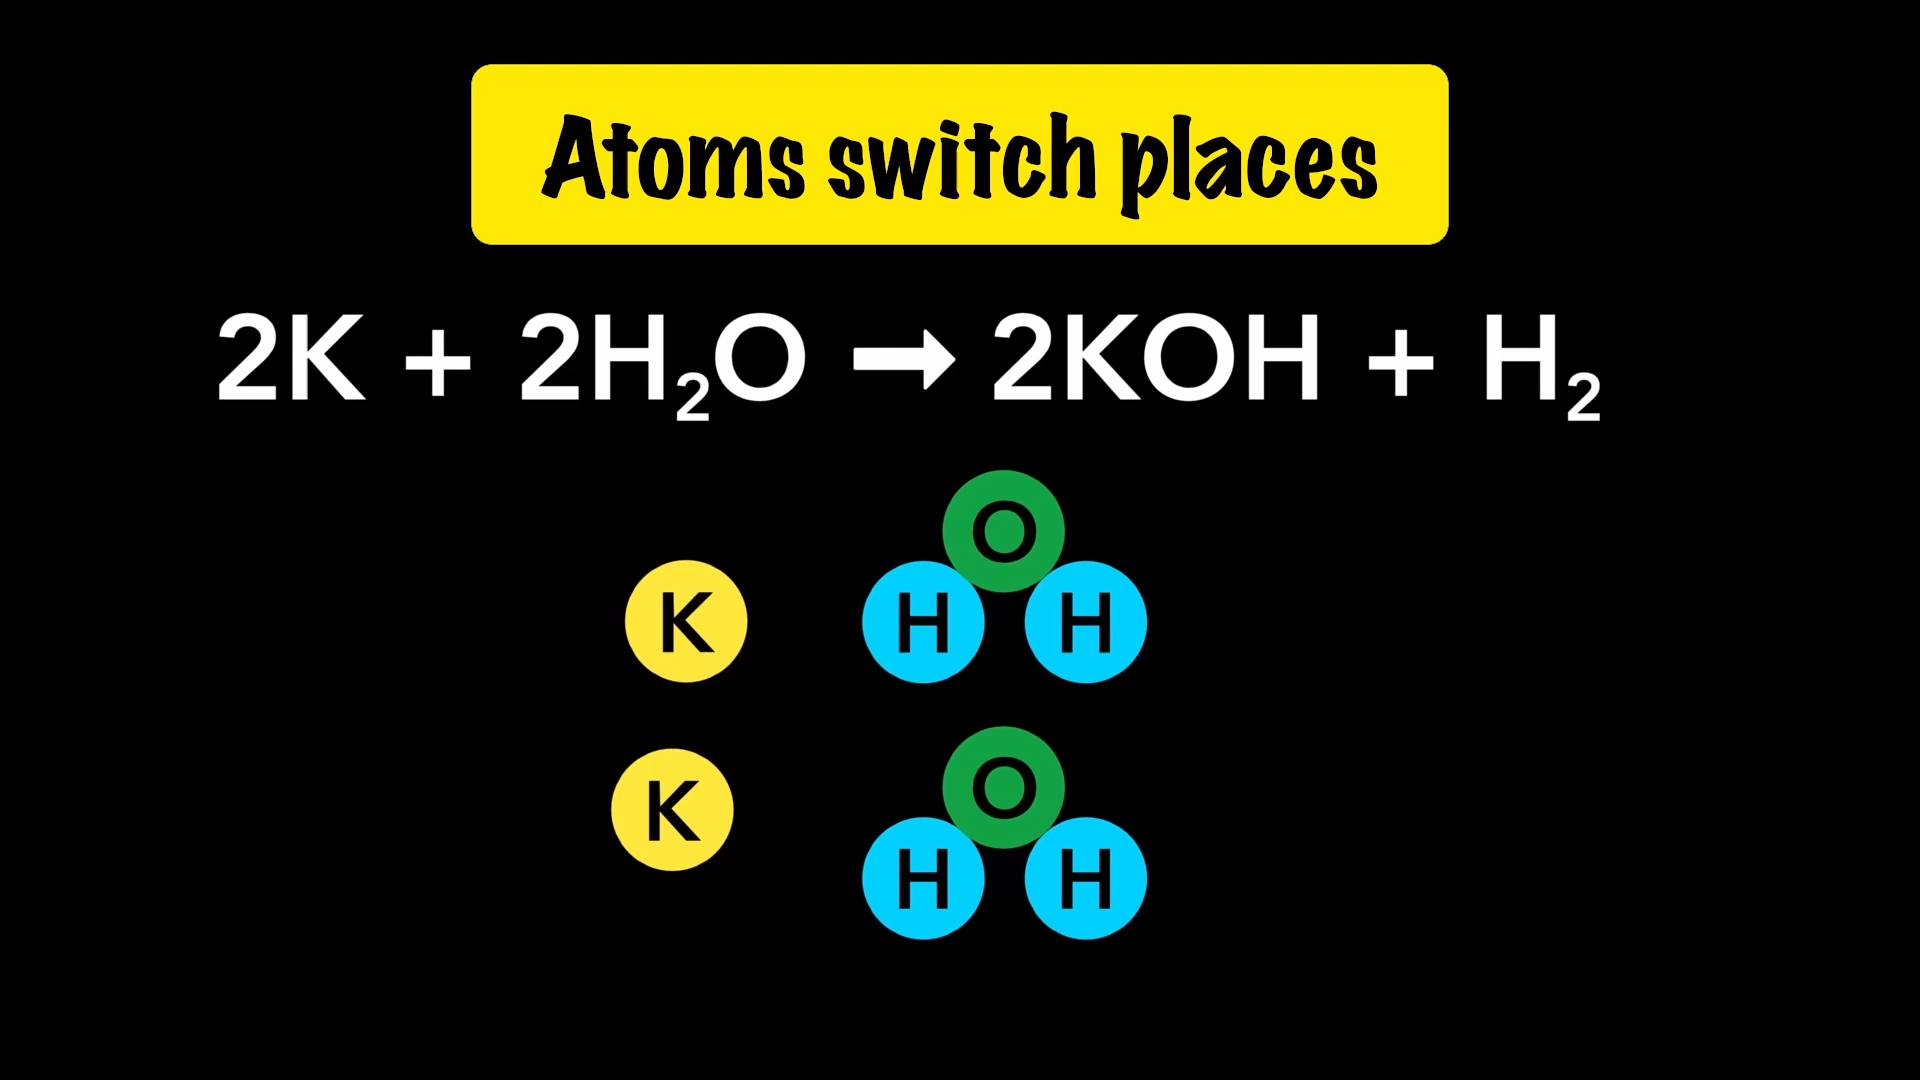 Atoms switch places
2K + 2H₂O → 2KOH + H₂
O
K H H
O
K H H